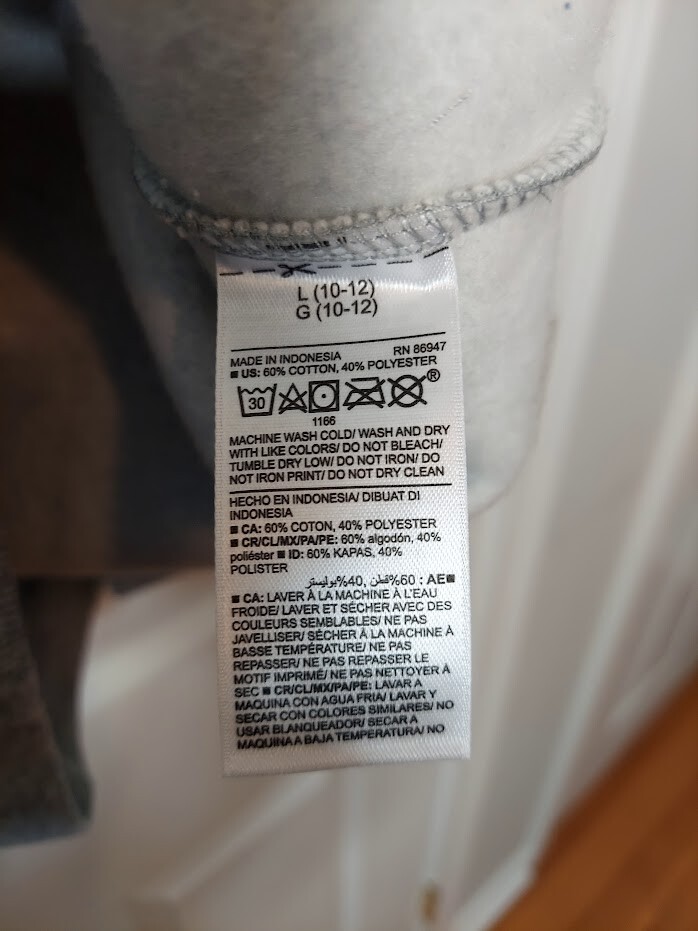 L (10-12)
G (10-12)
MADE IN INDONESIA RN 86947
■ US: 60% COTTON, 40% POLYESTER
30 ®
1166
MACHINE WASH COLD/ WASH AND DRY
WITH LIKE COLORS/ DO NOT BLEACH/
TUMBLE DRY LOW/ DO NOT IRON/ DO
NOT IRON PRINT/ DO NOT DRY CLEAN
HECHO EN INDONESIA/ DIBUAT DI
INDONESIA
■ CA: 60% COTON, 40% POLYESTER
■ CR/CL/MX/PA/PE: 60% algodón, 40%
poliéster ■ ID: 60% KAPAS, 40%
POLISTER
■AE : 60%قطن, 40%بوليستر
■ CA: LAVER À LA MACHINE À L'EAU
FROIDE/ LAVER ET SÉCHER AVEC DES
COULEURS SEMBLABLES/ NE PAS
JAVELLISER/ SÉCHER À LA MACHINE À
BASSE TEMPÉRATURE/ NE PAS
REPASSER/ NE PAS REPASSER LE
MOTIF IMPRIMÉ/ NE PAS NETTOYER À
SEC ■ CR/CL/MX/PA/PE: LAVAR A
MAQUINA CON AGUA FRIA/ LAVAR Y
SECAR CON COLORES SIMILARES/ NO
USAR BLANQUEADOR/ SECAR A
MAQUINA A BAJA TEMPERATURA/ NO